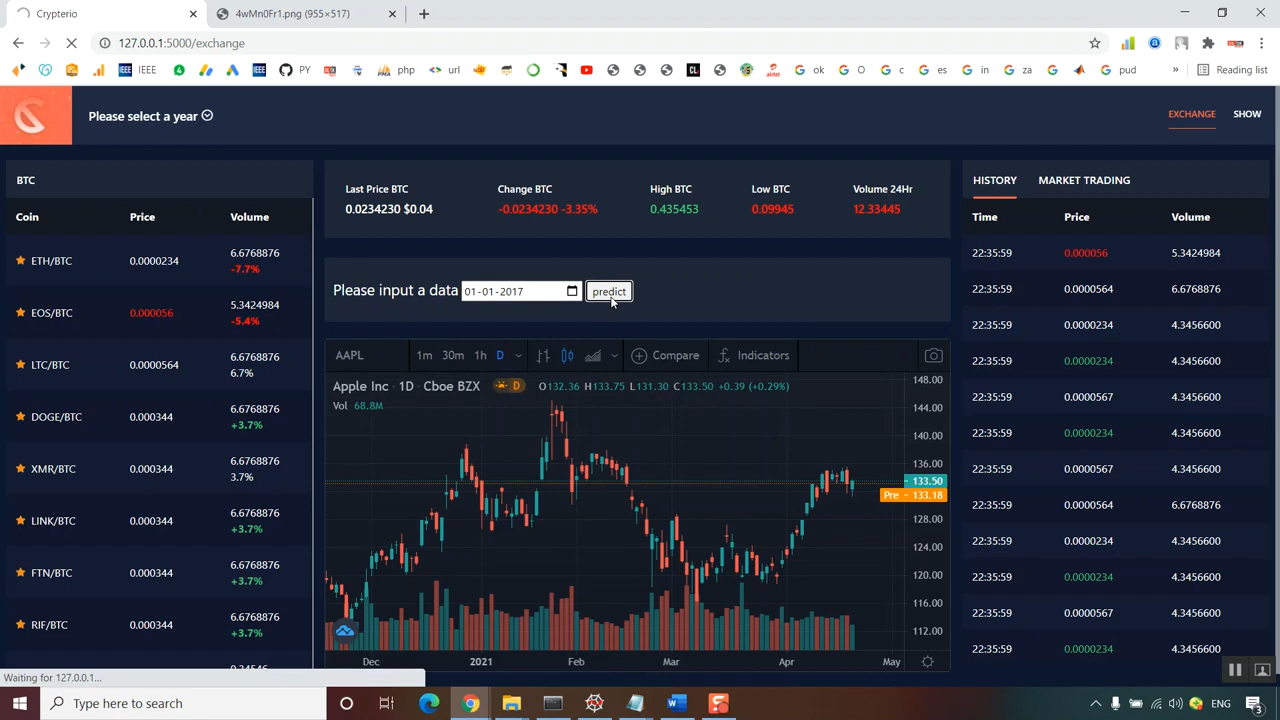 Crypterio
4wMn0Fr1.png (955×517)
127.0.0.1:5000/exchange
IEEE
PY
php
url
ok
O
c
es
in
za
pud
»
Reading list
Please select a year
EXCHANGE
SHOW
BTC
Coin Price Volume
ETH/BTC 0.0000234 6.6768876
-7.7%
EOS/BTC 0.000056 5.3424984
-5.4%
LTC/BTC 0.0000564 6.6768876
6.7%
DOGE/BTC 0.000344 6.6768876
+3.7%
XMR/BTC 0.000344 6.6768876
3.7%
LINK/BTC 0.000344 6.6768876
+3.7%
FTN/BTC 0.000344 6.6768876
+3.7%
RIF/BTC 0.000344 6.6768876
+3.7%
Last Price BTC Change BTC High BTC Low BTC Volume 24Hr
0.0234230 $0.04 -0.0234230 -3.35% 0.435453 0.09945 12.33445
Please input a data 01-01-2017 predict
AAPL 1m 30m 1h D Compare Indicators
Apple Inc · 1D · Cboe BZX D O132.36 H133.75 L131.30 C133.50 +0.39 (+0.29%)
Vol 68.8M
148.00
144.00
140.00
136.00
133.50
Pre 133.18
128.00
124.00
120.00
116.00
112.00
Dec 2021 Feb Mar Apr May
HISTORY MARKET TRADING
Time Price Volume
22:35:59 0.000056 5.3424984
22:35:59 0.0000564 6.6768876
22:35:59 0.0000234 4.3456600
22:35:59 0.0000234 4.3456600
22:35:59 0.0000567 4.3456600
22:35:59 0.0000234 4.3456600
22:35:59 0.0000567 4.3456600
22:35:59 0.0000564 6.6768876
22:35:59 0.0000234 4.3456600
22:35:59 0.0000234 4.3456600
22:35:59 0.0000567 4.3456600
22:35:59 0.0000234 4.3456600
Waiting for 127.0.0.1...
Type here to search
ENG
3